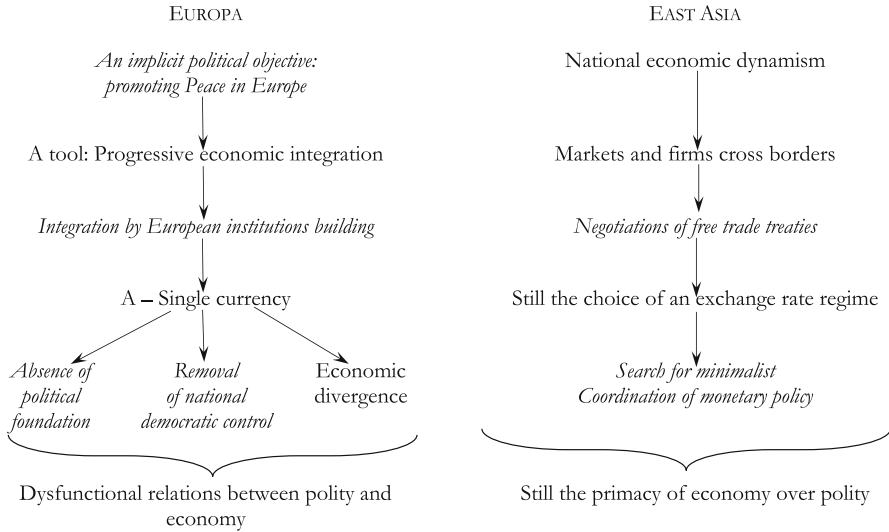 EUROPA
An implicit political objective:
promoting Peace in Europe
A tool: Progressive economic integration
Integration by European institutions building
A – Single currency
Absence of
political
foundation
Removal
of national
democratic control
Economic
divergence
Dysfunctional relations between polity and
economy
EAST ASIA
National economic dynamism
Markets and firms cross borders
Negotiations of free trade treaties
Still the choice of an exchange rate regime
Search for minimalist
Coordination of monetary policy
Still the primacy of economy over polity